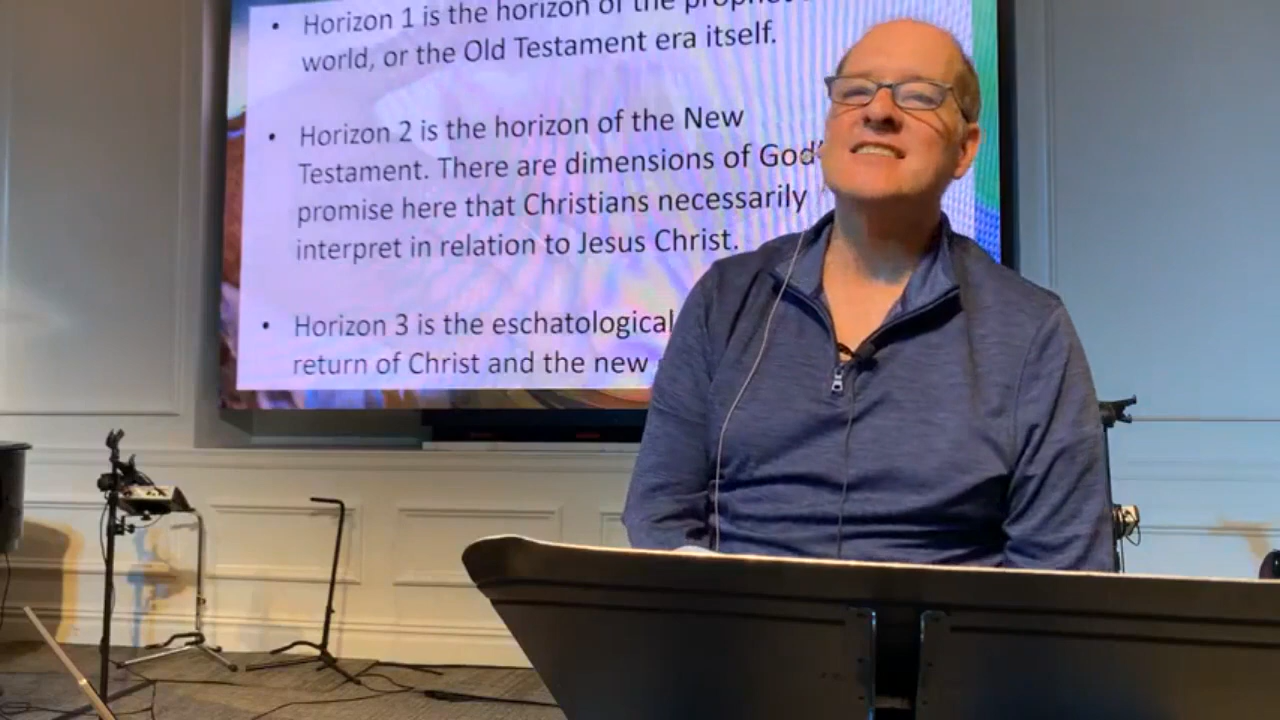 • Horizon 1 is the horizon of the prophet's
world, or the Old Testament era itself.
• Horizon 2 is the horizon of the New
Testament. There are dimensions of God's
promise here that Christians necessarily
interpret in relation to Jesus Christ.
• Horizon 3 is the eschatological
return of Christ and the new